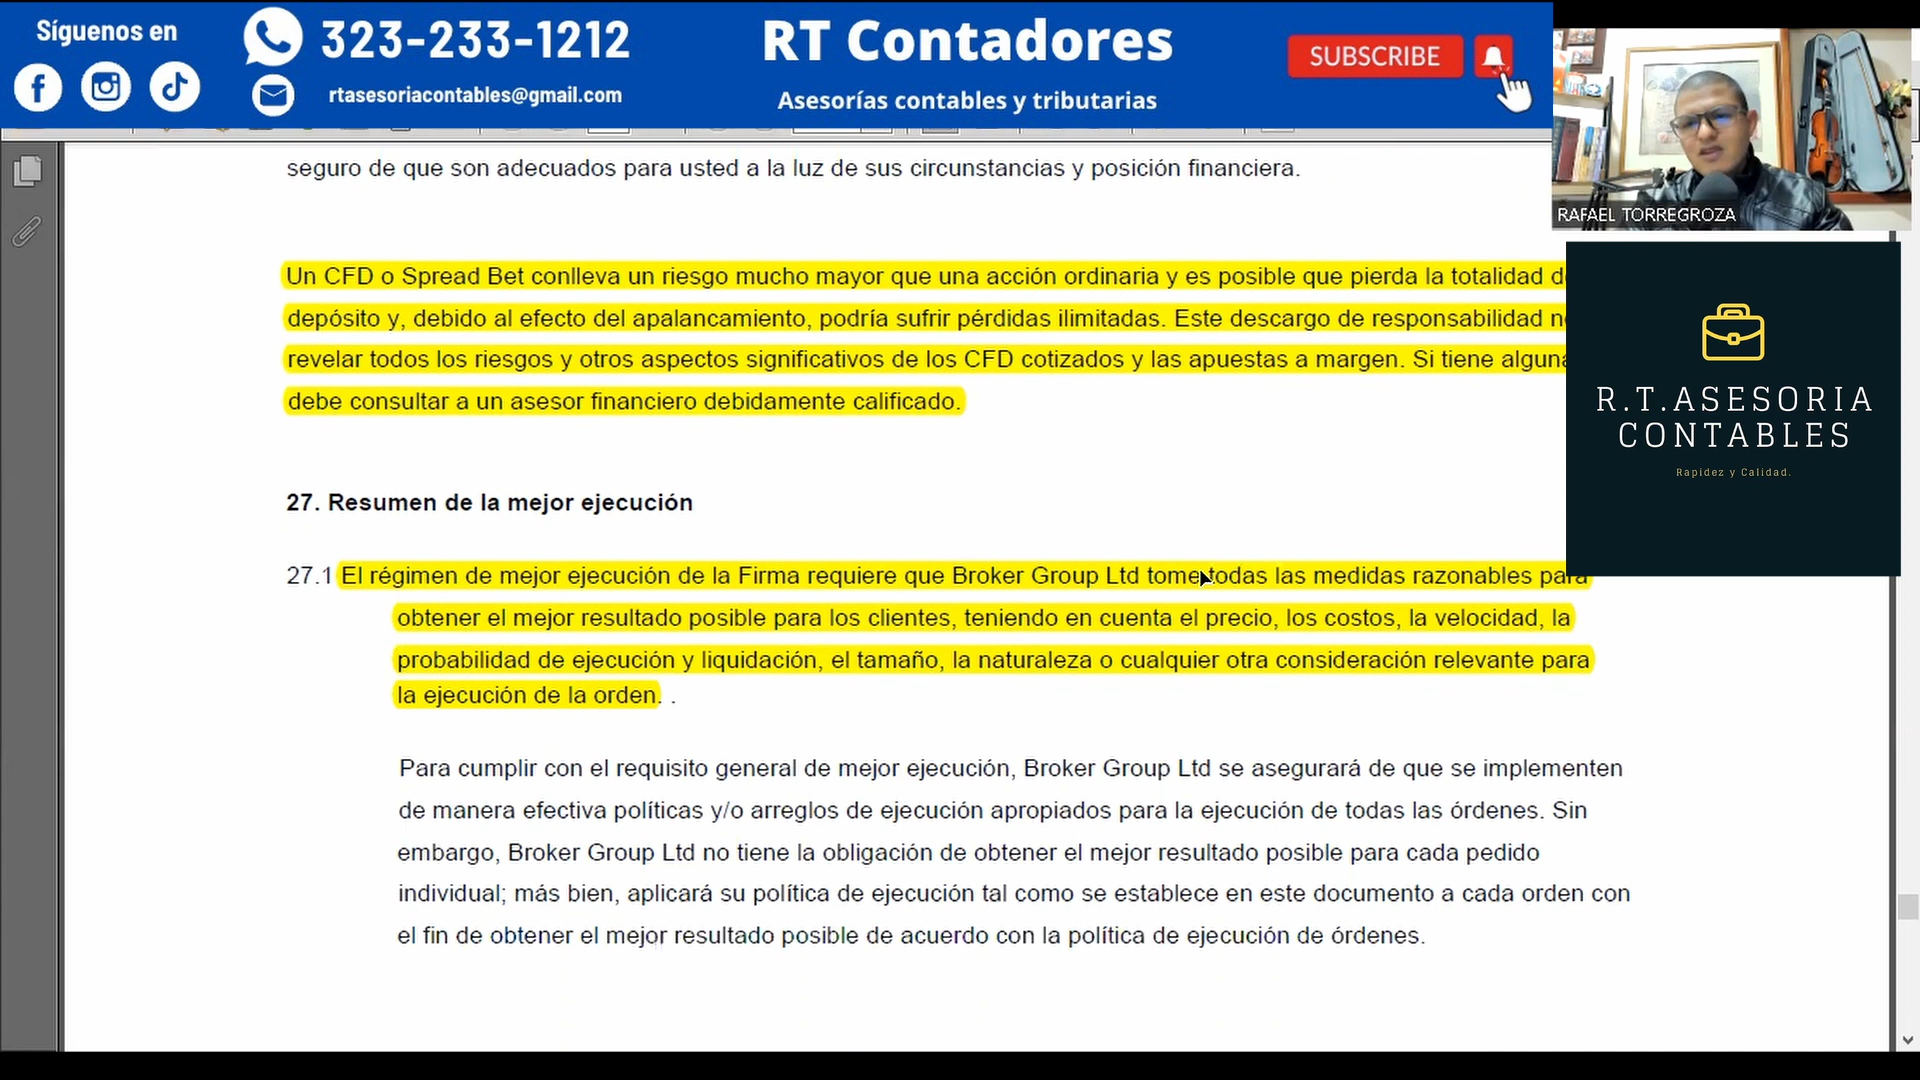 Síguenos en
323-233-1212
rtasesoriacontables@gmail.com
RT Contadores
Asesorías contables y tributarias
SUBSCRIBE
RAFAEL TORREGROZA
R.T.ASESORIA
CONTABLES
Rapidez y Calidad.
seguro de que son adecuados para usted a la luz de sus circunstancias y posición financiera.
Un CFD o Spread Bet conlleva un riesgo mucho mayor que una acción ordinaria y es posible que pierda la totalidad
depósito y, debido al efecto del apalancamiento, podría sufrir pérdidas ilimitadas. Este descargo de responsabilidad
revelar todos los riesgos y otros aspectos significativos de los CFD cotizados y las apuestas a margen. Si tiene
debe consultar a un asesor financiero debidamente calificado.
27. Resumen de la mejor ejecución
27.1 El régimen de mejor ejecución de la Firma requiere que Broker Group Ltd tome todas las medidas razonables para
obtener el mejor resultado posible para los clientes, teniendo en cuenta el precio, los costos, la velocidad, la
probabilidad de ejecución y liquidación, el tamaño, la naturaleza o cualquier otra consideración relevante para
la ejecución de la orden. .
Para cumplir con el requisito general de mejor ejecución, Broker Group Ltd se asegurará de que se implementen
de manera efectiva políticas y/o arreglos de ejecución apropiados para la ejecución de todas las órdenes. Sin
embargo, Broker Group Ltd no tiene la obligación de obtener el mejor resultado posible para cada pedido
individual; más bien, aplicará su política de ejecución tal como se establece en este documento a cada orden con
el fin de obtener el mejor resultado posible de acuerdo con la política de ejecución de órdenes.